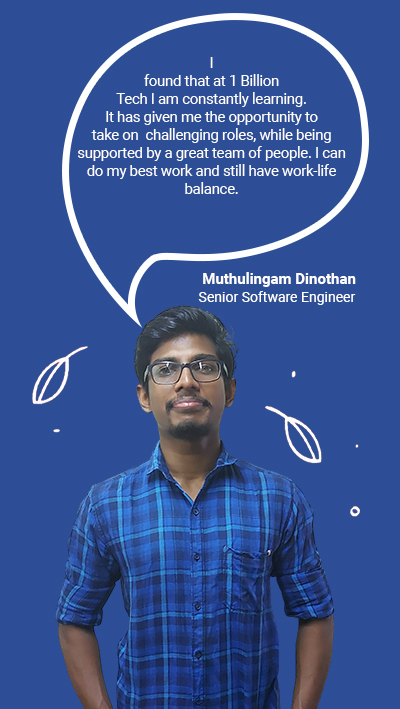 I
found that at 1 Billion
Tech I am constantly learning.
It has given me the opportunity to
take on challenging roles, while being
supported by a great team of people. I can
do my best work and still have work-life
balance.
Muthulingam Dinothan
Senior Software Engineer